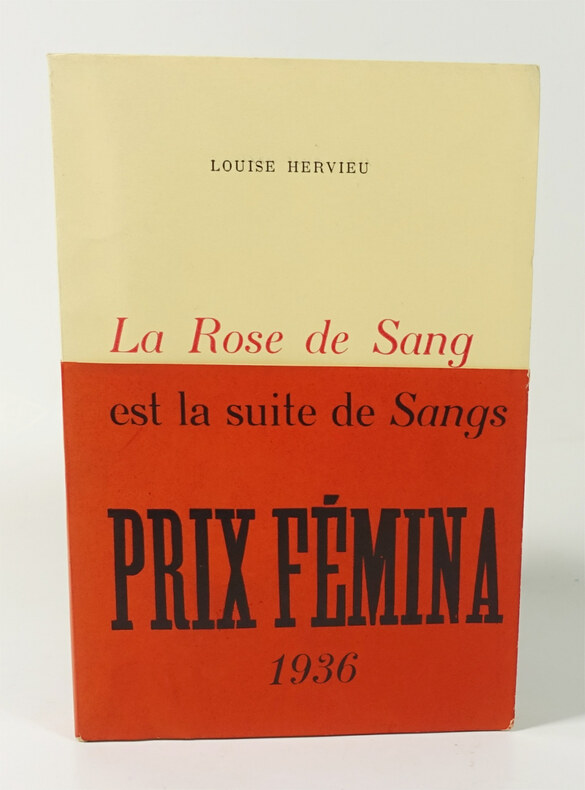 LOUISE HERVIEU
La Rose de Sang
est la suite de Sangs
PRIX FÉMINA
1936